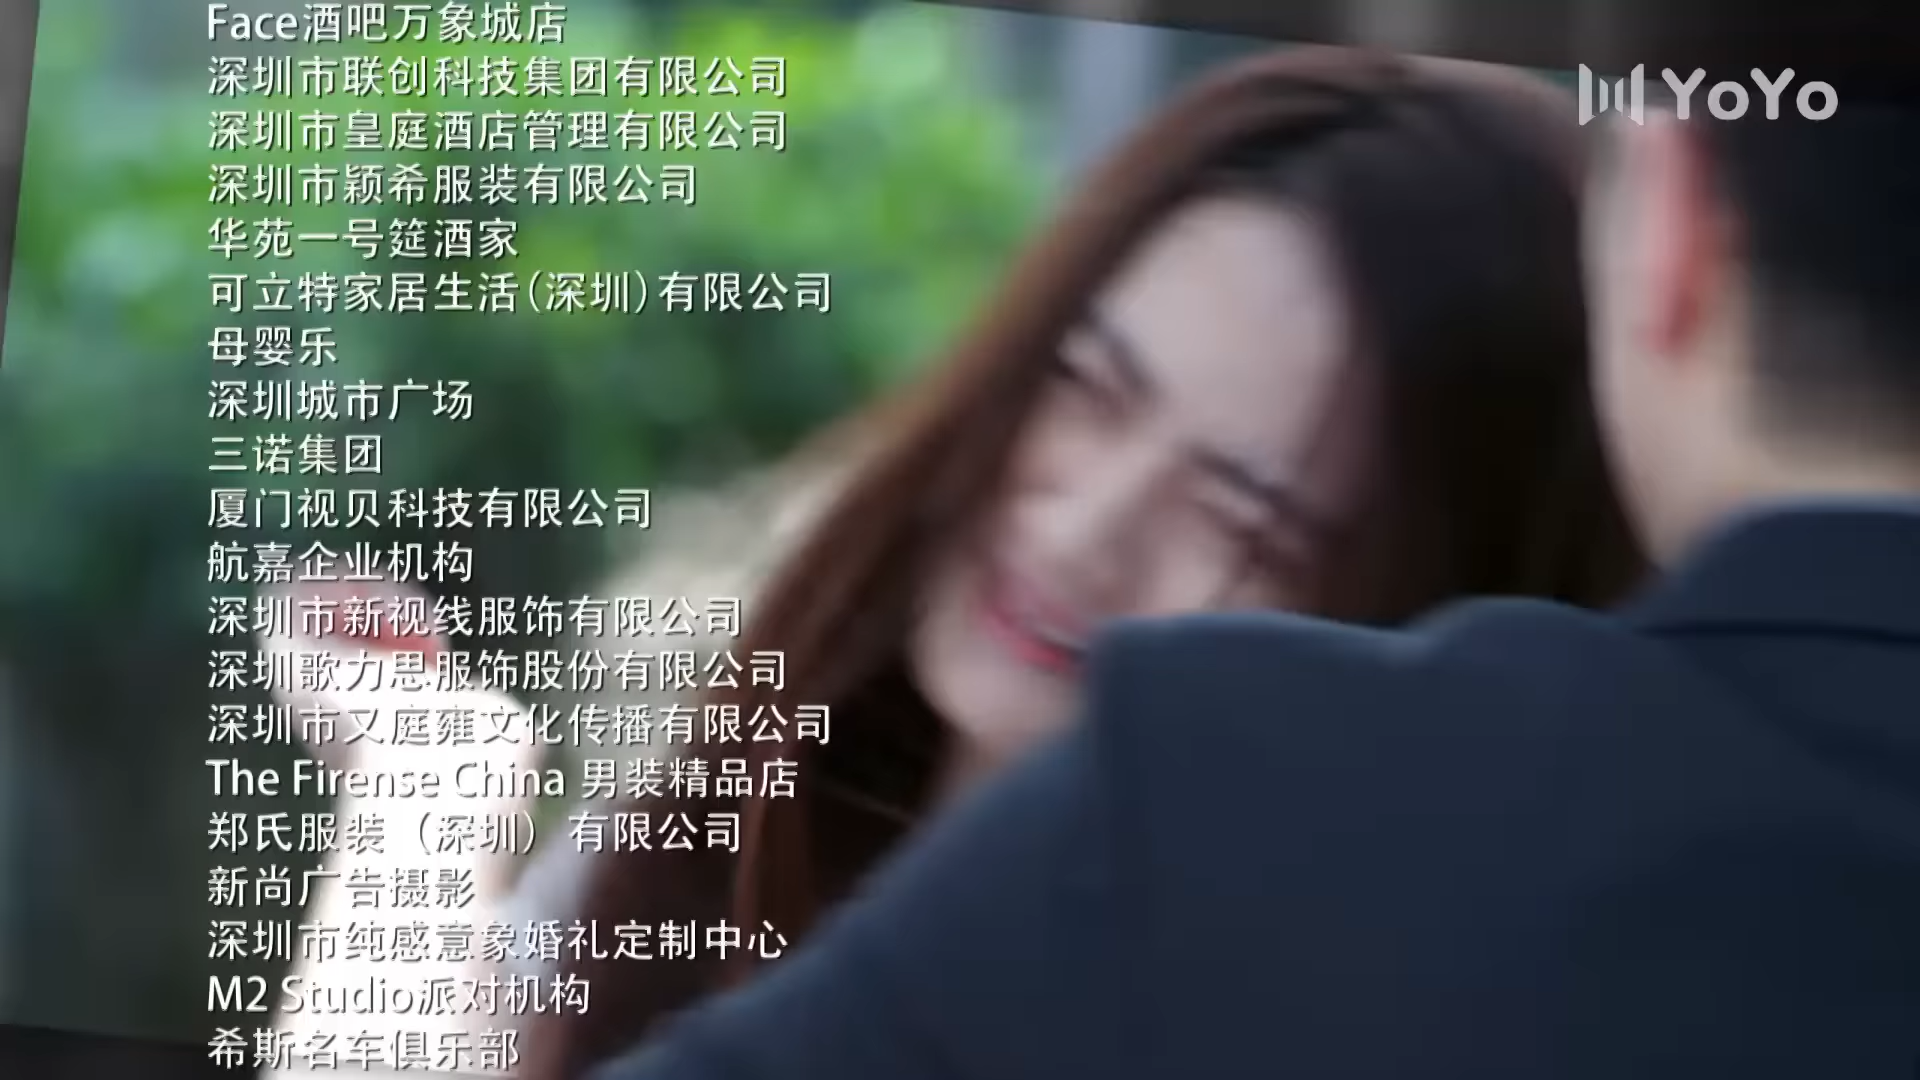 Face酒吧万象城店
YoYo
深圳市联创科技集团有限公司
深圳市皇庭酒店管理有限公司
深圳市颖希服装有限公司
华苑一号筵酒家
可立特家居生活(深圳)有限公司
母婴乐
深圳城市广场
三诺集团
厦门视贝科技有限公司
航嘉企业机构
深圳市新视线服饰有限公司
深圳歌力思服饰股份有限公司
深圳市又庭雍文化传播有限公司
The Firense China 男装精品店
郑氏服装（深圳）有限公司
新尚广告摄影
深圳市纯感意象婚礼定制中心
M2 Studio派对机构
希斯名车俱乐部